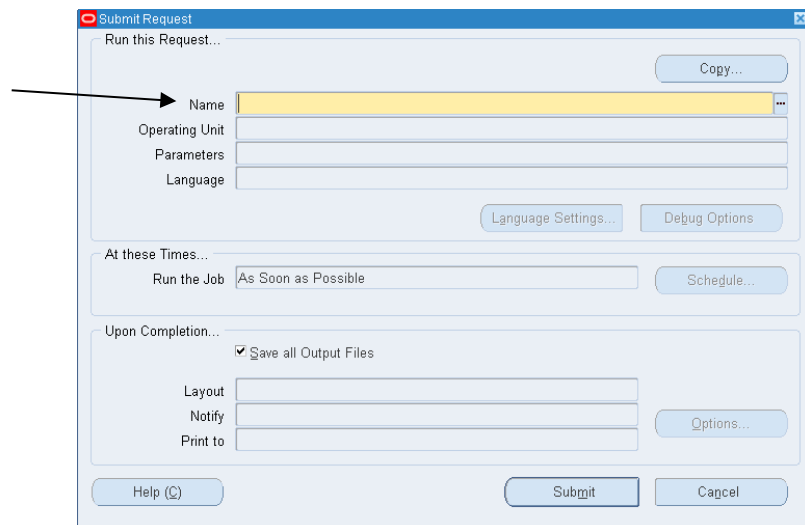 Submit Request
Run this Request...
Copy...
Name
Operating Unit
Parameters
Language
Language Settings...
Debug Options
At these Times...
Run the Job As Soon as Possible
Schedule...
Upon Completion...
Save all Output Files
Layout
Notify
Options...
Print to
Help (C)
Submit
Cancel